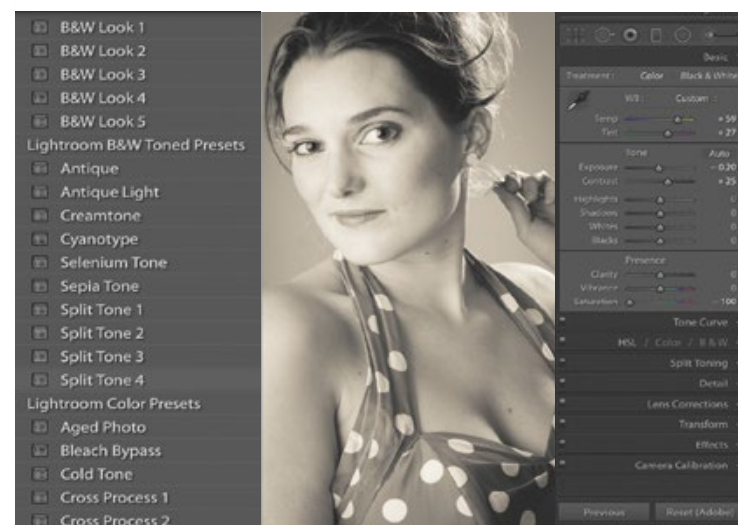 B&W Look 1
B&W Look 2
B&W Look 3
B&W Look 4
B&W Look 5
Lightroom B&W Toned Presets
Antique
Antique Light
Creamtone
Cyanotype
Selenium Tone
Sepia Tone
Split Tone 1
Split Tone 2
Split Tone 3
Split Tone 4
Lightroom Color Presets
Aged Photo
Bleach Bypass
Cold Tone
Cross Process 1
Cross Process 2
Basic
Treatment: Color Black & White
WB: Custom
Temp + 59
Tint + 27
Tone Auto
Exposure - 0.20
Contrast + 25
Highlights 0
Shadows 0
Whites 0
Blacks 0
Presence
Clarity 0
Vibrance 0
Saturation - 100
Tone Curve
HSL / Color / B & W
Split Toning
Detail
Lens Corrections
Transform
Effects
Camera Calibration
Previous Reset (Adobe)